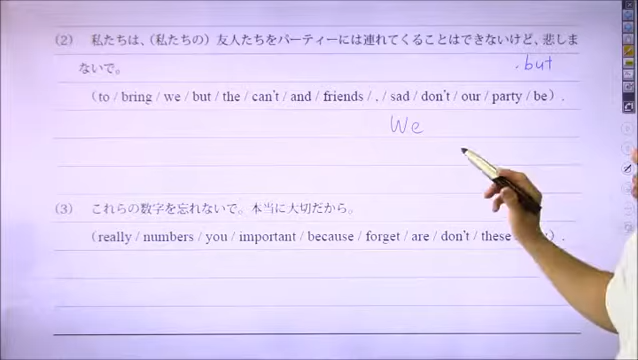 (2) 私たちは、(私たちの) 友人たちをパーティーには連れてくることはできないけど、悲しま
ないで。
. but
(to / bring / we / but / the / can't / and / friends / , / sad / don't / our / party / be) .
We
(3) これらの数字を忘れないで。本当に大切だから。
(really / numbers / you / important / because / forget / are / don't / these